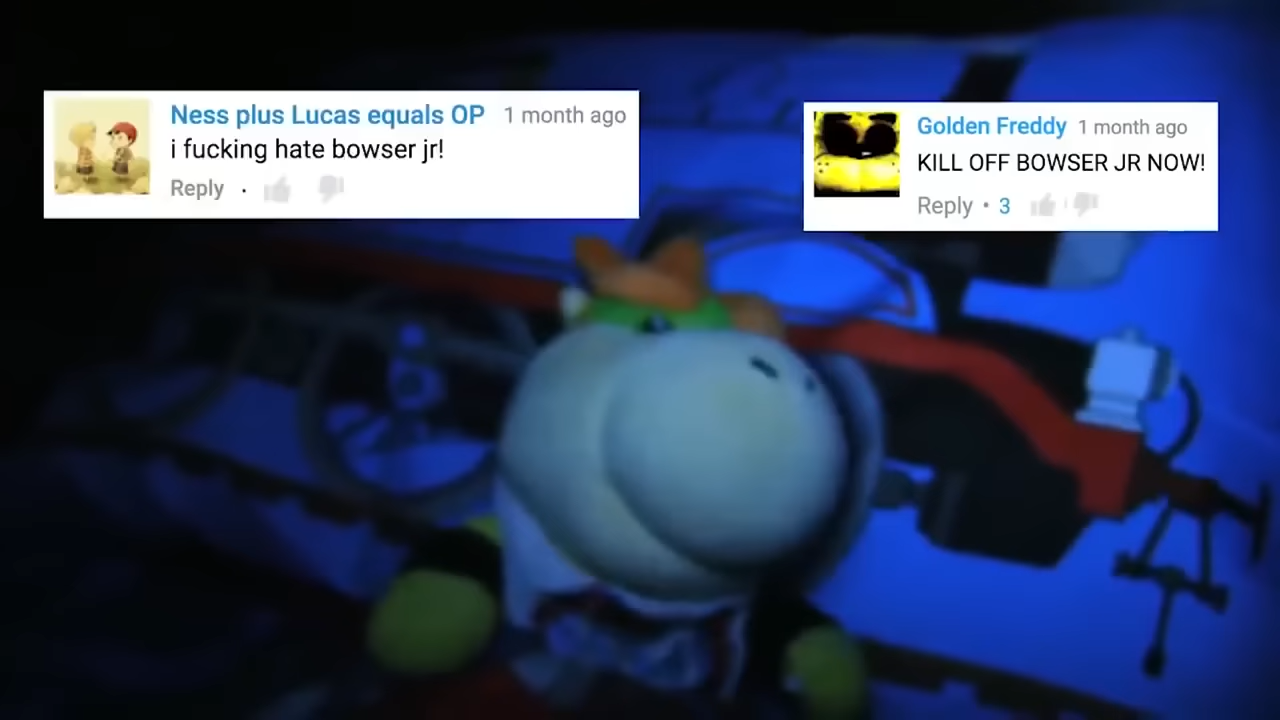 Ness plus Lucas equals OP 1 month ago
i fucking hate bowser jr!
Reply ·
Golden Freddy 1 month ago
KILL OFF BOWSER JR NOW!
Reply • 3